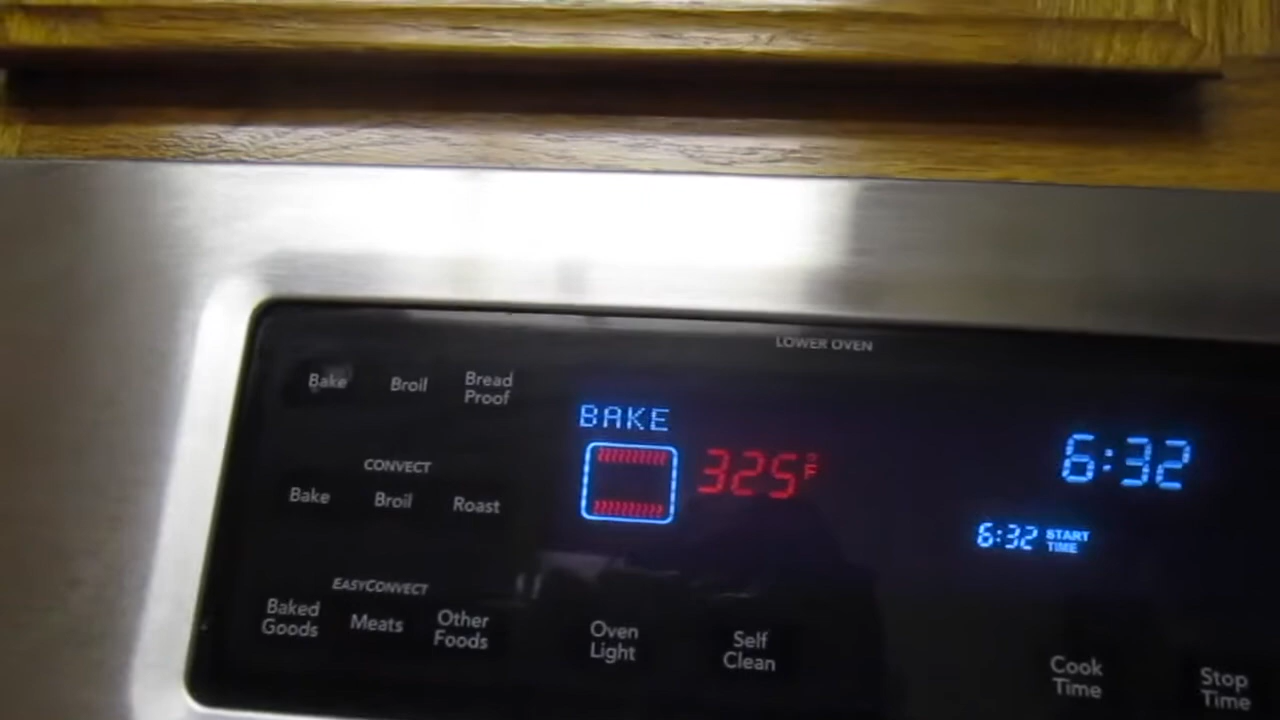 LOWER OVEN
Bake Broil Bread
Proof
BAKE
325°F
6:32
CONVECT
Bake Broil Roast
6:32 START
TIME
EASYCONVECT
Baked
Goods
Meats
Other
Foods
Oven
Light
Self
Clean
Cook
Time
Stop
Time